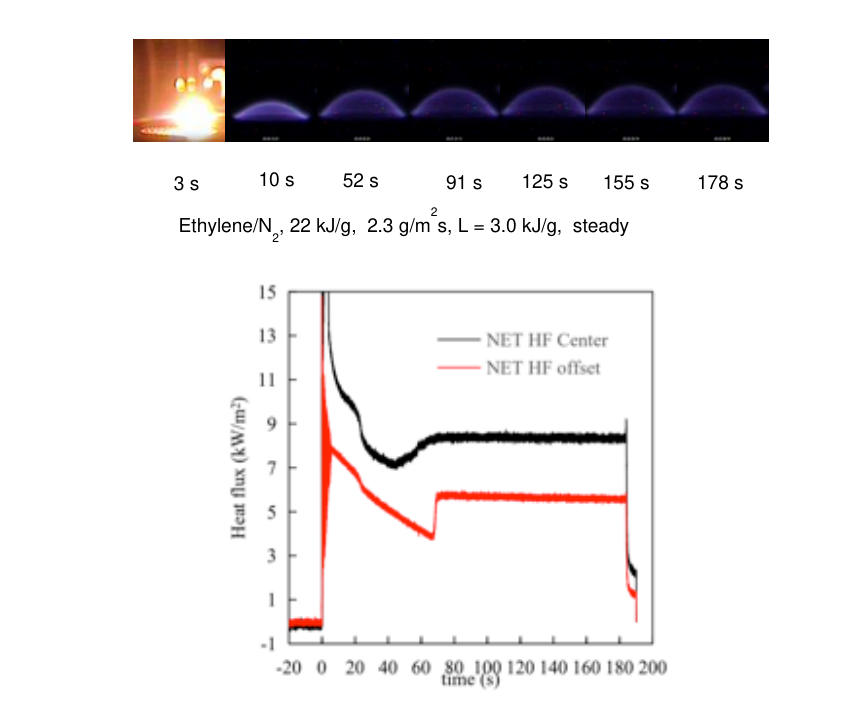 3 s 10 s 52 s 91 s 125 s 155 s 178 s
Ethylene/N2, 22 kJ/g, 2.3 g/m2s, L = 3.0 kJ/g, steady
15
13
11
9
7
5
3
1
-1
Heat flux (kW/m²)
NET HF Center
NET HF offset
-20 0 20 40 60 80 100 120 140 160 180 200
time (s)